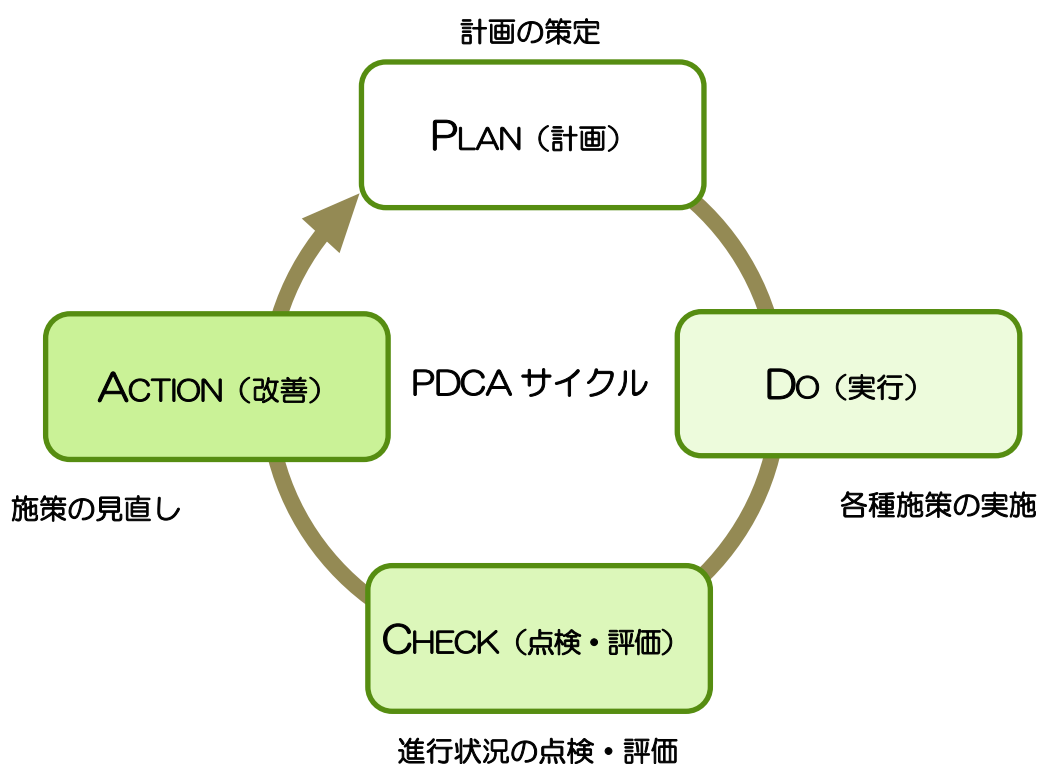 計画の策定
PLAN（計画）
ACTION（改善）
PDCA サイクル
DO（実行）
施策の見直し
各種施策の実施
CHECK（点検・評価）
進行状況の点検・評価